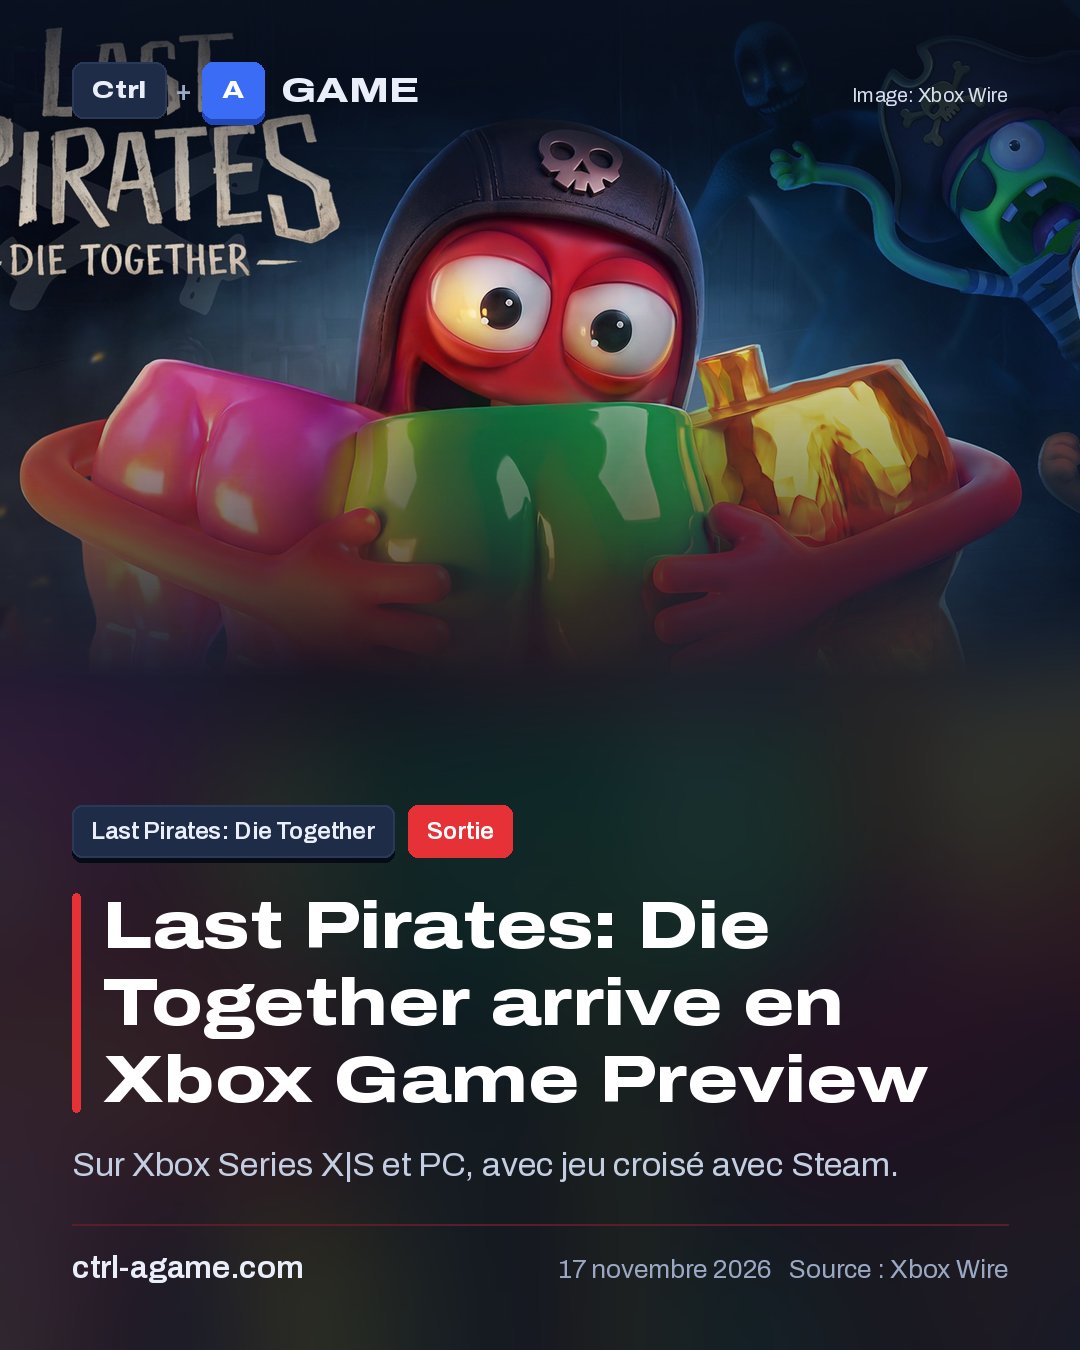 LAST
PIRATES
DIE TOGETHER
Ctrl + A GAME
Image: Xbox Wire
Last Pirates: Die Together
Sortie
Last Pirates: Die
Together arrive en
Xbox Game Preview
Sur Xbox Series X|S et PC, avec jeu croisé avec Steam.
ctrl-agame.com
17 novembre 2026 Source : Xbox Wire